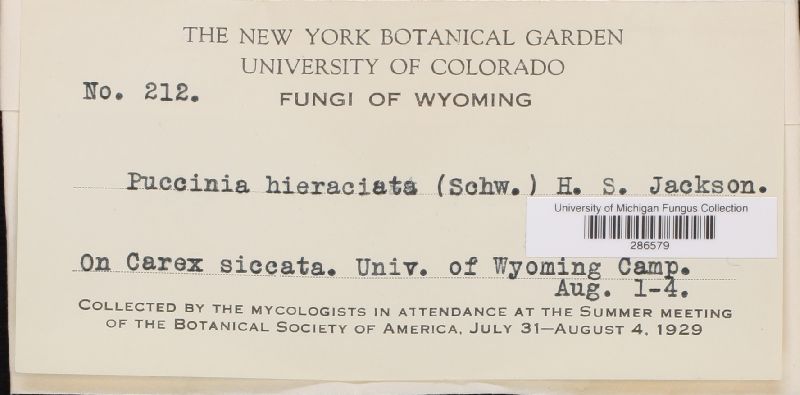 THE NEW YORK BOTANICAL GARDEN
UNIVERSITY OF COLORADO
No. 212.
FUNGI OF WYOMING
Puccinia hieraciata (Schw.) H. S. Jackson.
University of Michigan Fungus Collection
286579
On Carex siccata. Univ. of Wyoming Camp.
Aug. 1-4.
COLLECTED BY THE MYCOLOGISTS IN ATTENDANCE AT THE SUMMER MEETING
OF THE BOTANICAL SOCIETY OF AMERICA, JULY 31—AUGUST 4, 1929